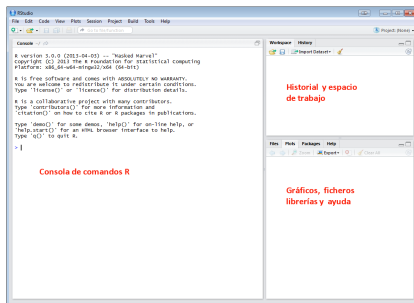 RStudio
File Edit Code View Plots Session Project Build Tools Help
Project: (None)
Console
R version 3.0.0 (2013-04-03) -- "Masked Marvel"
Copyright (C) 2013 The R Foundation for Statistical Computing
Platform: x86_64-w64-mingw32/x64 (64-bit)
R is free software and comes with ABSOLUTELY NO WARRANTY.
You are welcome to redistribute it under certain conditions.
Type 'license()' or 'licence()' for distribution details.
R is a collaborative project with many contributors.
Type 'contributors()' for more information and
'citation()' on how to cite R or R packages in publications.
Type 'demo()' for some demos, 'help()' for on-line help, or
'help.start()' for an HTML browser interface to help.
Type 'q()' to quit R.
>
Consola de comandos R
Workspace History
Import Dataset
Historial y espacio
de trabajo
Files Plots Packages Help
Zoom Export Clear All
Gráficos, ficheros
librerías y ayuda